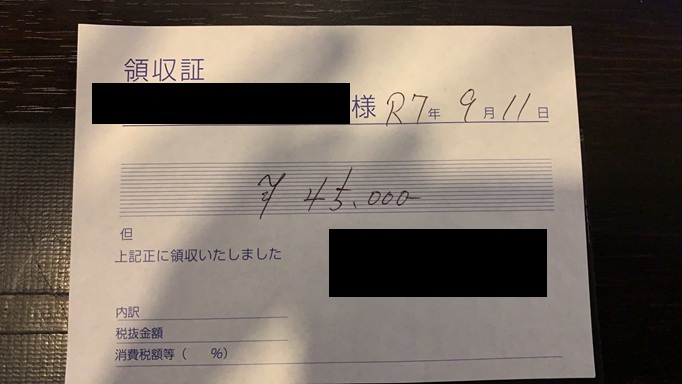 領収証
様 R7年 9月11日
¥ 45,000-
但
上記正に領収いたしました
内訳
税抜金額
消費税額等( %)